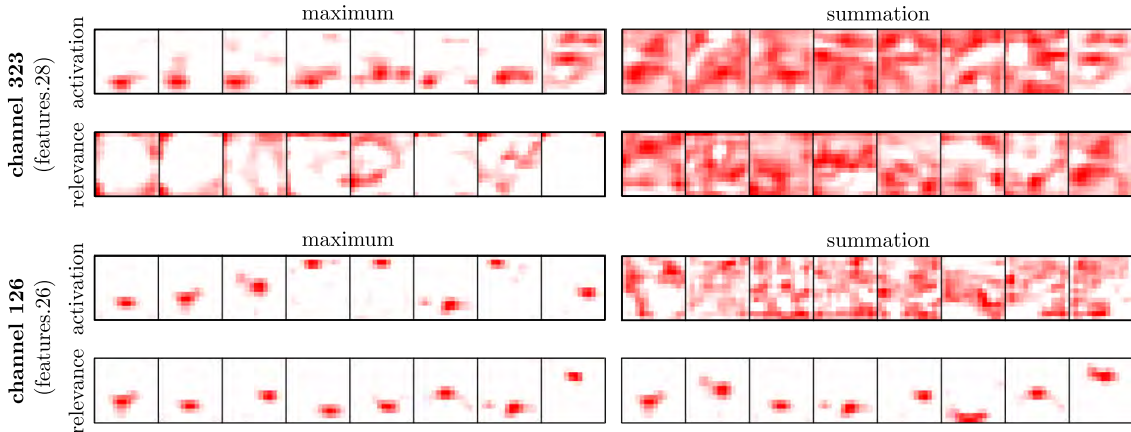 maximum
summation
channel 323
(features.28)
activation
relevance
maximum
summation
channel 126
(features.26)
activation
relevance